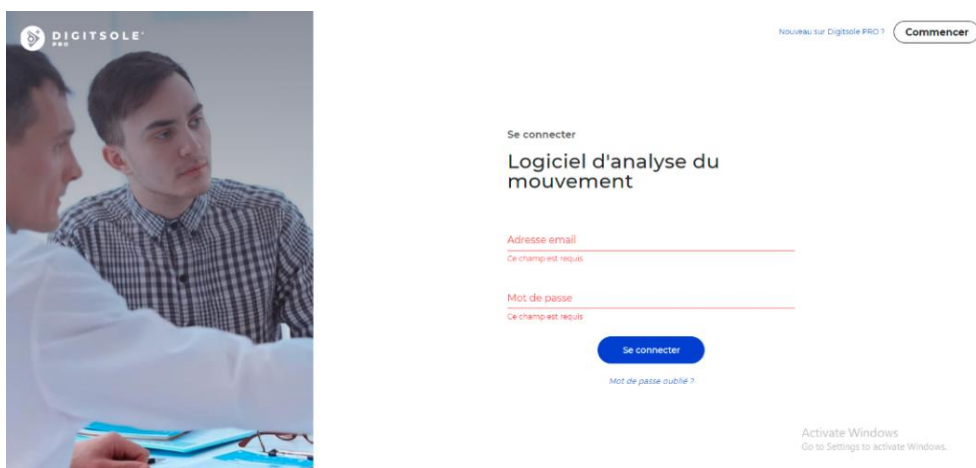 DIGITSOLE
PRO
Nouveau sur Digitsole PRO ?
Commencer
Se connecter
Logiciel d'analyse du
mouvement
Adresse email
Ce champ est requis
Mot de passe
Ce champ est requis
Se connecter
Mot de passe oublié ?
Activate Windows
Go to Settings to activate Windows.